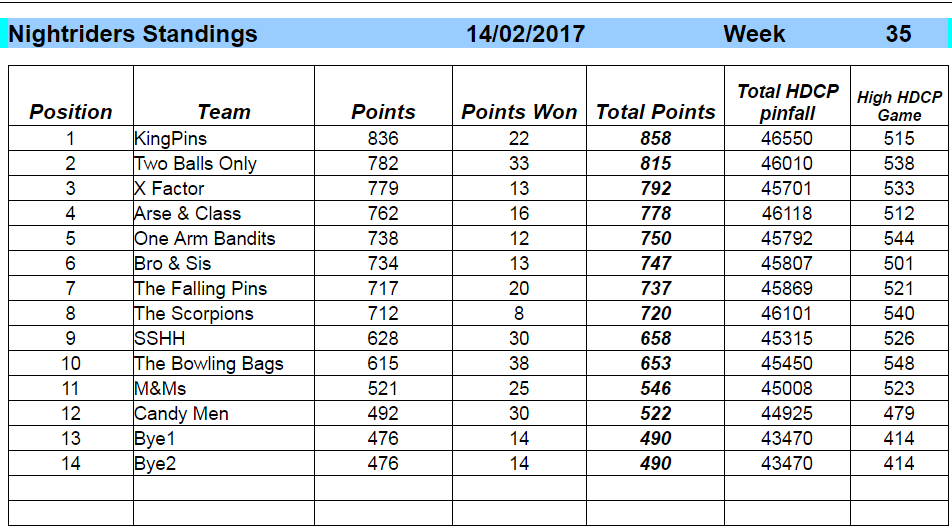 Nightriders Standings 14/02/2017 Week 35
Position Team Points Points Won Total Points Total HDCP pinfall High HDCP Game
1 KingPins 836 22 858 46550 515
2 Two Balls Only 782 33 815 46010 538
3 X Factor 779 13 792 45701 533
4 Arse & Class 762 16 778 46118 512
5 One Arm Bandits 738 12 750 45792 544
6 Bro & Sis 734 13 747 45807 501
7 The Falling Pins 717 20 737 45869 521
8 The Scorpions 712 8 720 46101 540
9 SSHH 628 30 658 45315 526
10 The Bowling Bags 615 38 653 45450 548
11 M&Ms 521 25 546 45008 523
12 Candy Men 492 30 522 44925 479
13 Bye1 476 14 490 43470 414
14 Bye2 476 14 490 43470 414